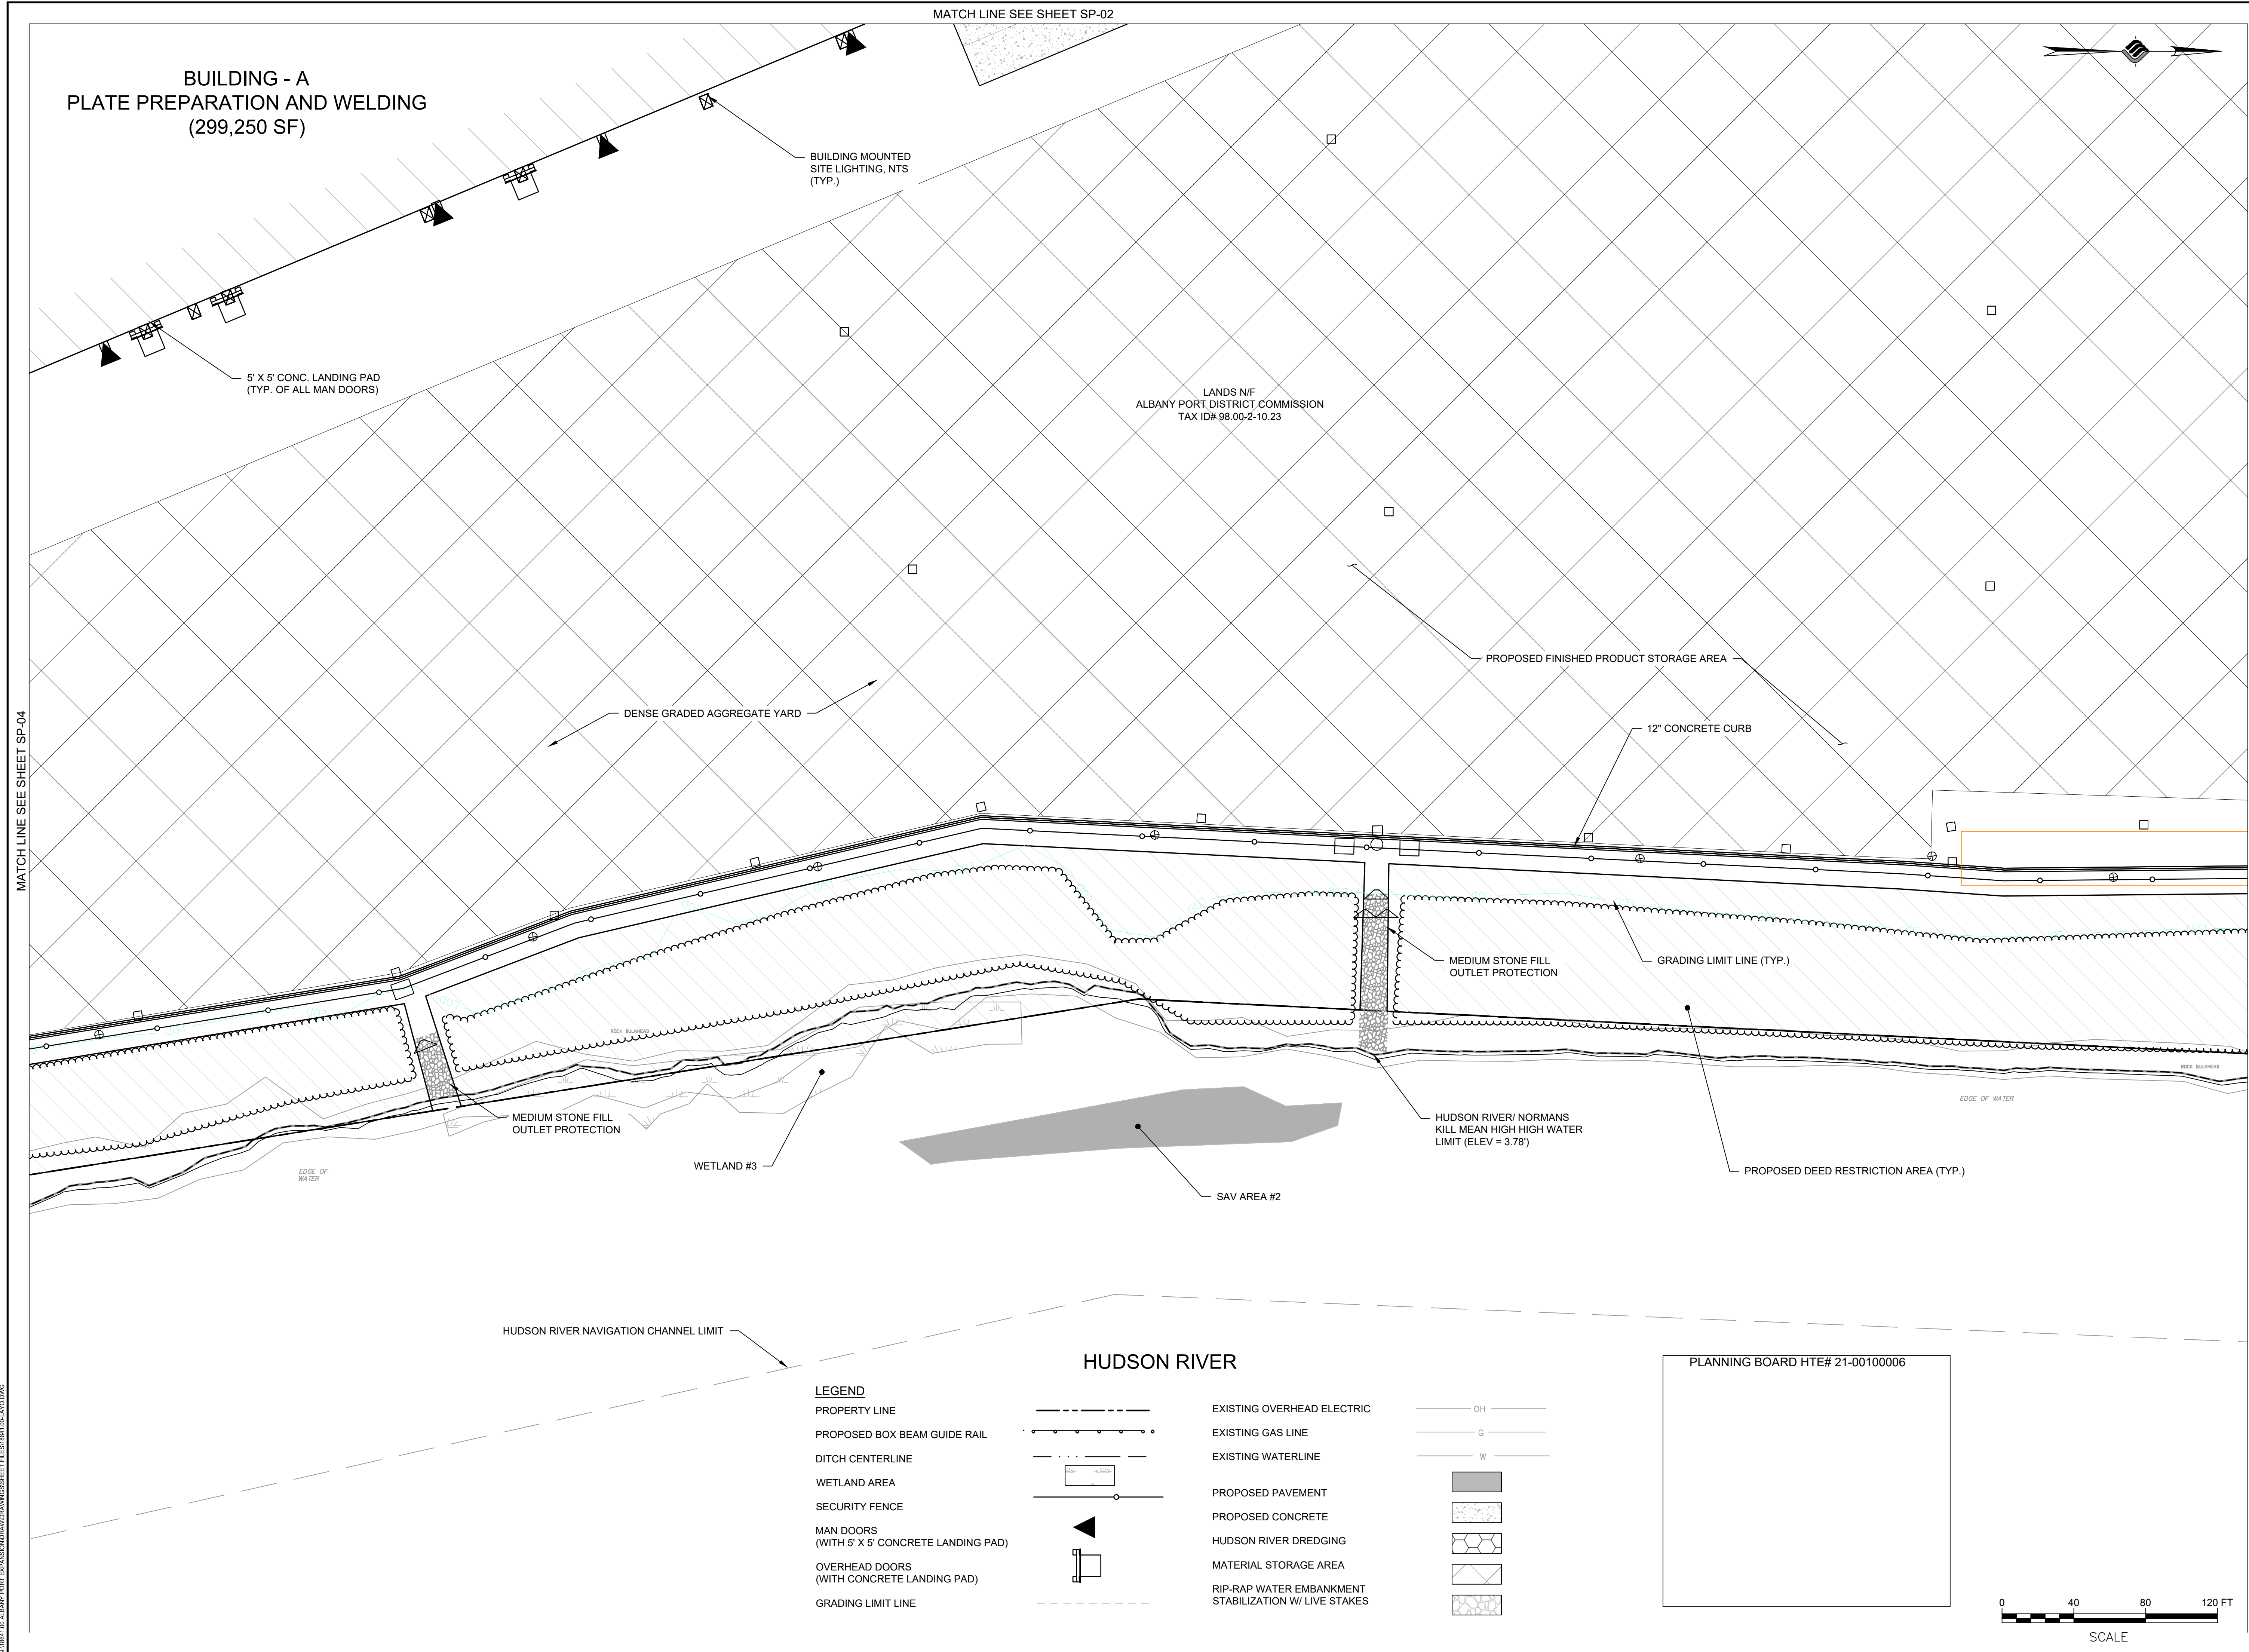 MATCH LINE SEE SHEET SP-02
BUILDING - A
PLATE PREPARATION AND WELDING
(299,250 SF)
BUILDING MOUNTED
SITE LIGHTING, NTS
(TYP.)
5' X 5' CONC. LANDING PAD
(TYP. OF ALL MAN DOORS)
LANDS N/F
ALBANY PORT DISTRICT COMMISSION
TAX ID# 98.00-2-10.23
PROPOSED FINISHED PRODUCT STORAGE AREA
DENSE GRADED AGGREGATE YARD
12" CONCRETE CURB
MATCH LINE SEE SHEET SP-04
MEDIUM STONE FILL
OUTLET PROTECTION
GRADING LIMIT LINE (TYP.)
ROCK BULKHEAD
ROCK BULKHEAD
EDGE OF WATER
MEDIUM STONE FILL
OUTLET PROTECTION
HUDSON RIVER/ NORMANS
KILL MEAN HIGH HIGH WATER
LIMIT (ELEV = 3.78')
EDGE OF
WATER
WETLAND #3
PROPOSED DEED RESTRICTION AREA (TYP.)
SAV AREA #2
HUDSON RIVER NAVIGATION CHANNEL LIMIT
HUDSON RIVER
LEGEND
PROPERTY LINE
PROPOSED BOX BEAM GUIDE RAIL
DITCH CENTERLINE
WETLAND AREA
SECURITY FENCE
MAN DOORS
(WITH 5' X 5' CONCRETE LANDING PAD)
OVERHEAD DOORS
(WITH CONCRETE LANDING PAD)
GRADING LIMIT LINE
EXISTING OVERHEAD ELECTRIC
OH
EXISTING GAS LINE
G
EXISTING WATERLINE
W
PROPOSED PAVEMENT
PROPOSED CONCRETE
HUDSON RIVER DREDGING
MATERIAL STORAGE AREA
RIP-RAP WATER EMBANKMENT
STABILIZATION W/ LIVE STAKES
PLANNING BOARD HTE# 21-00100006
0 40 80 120 FT
SCALE